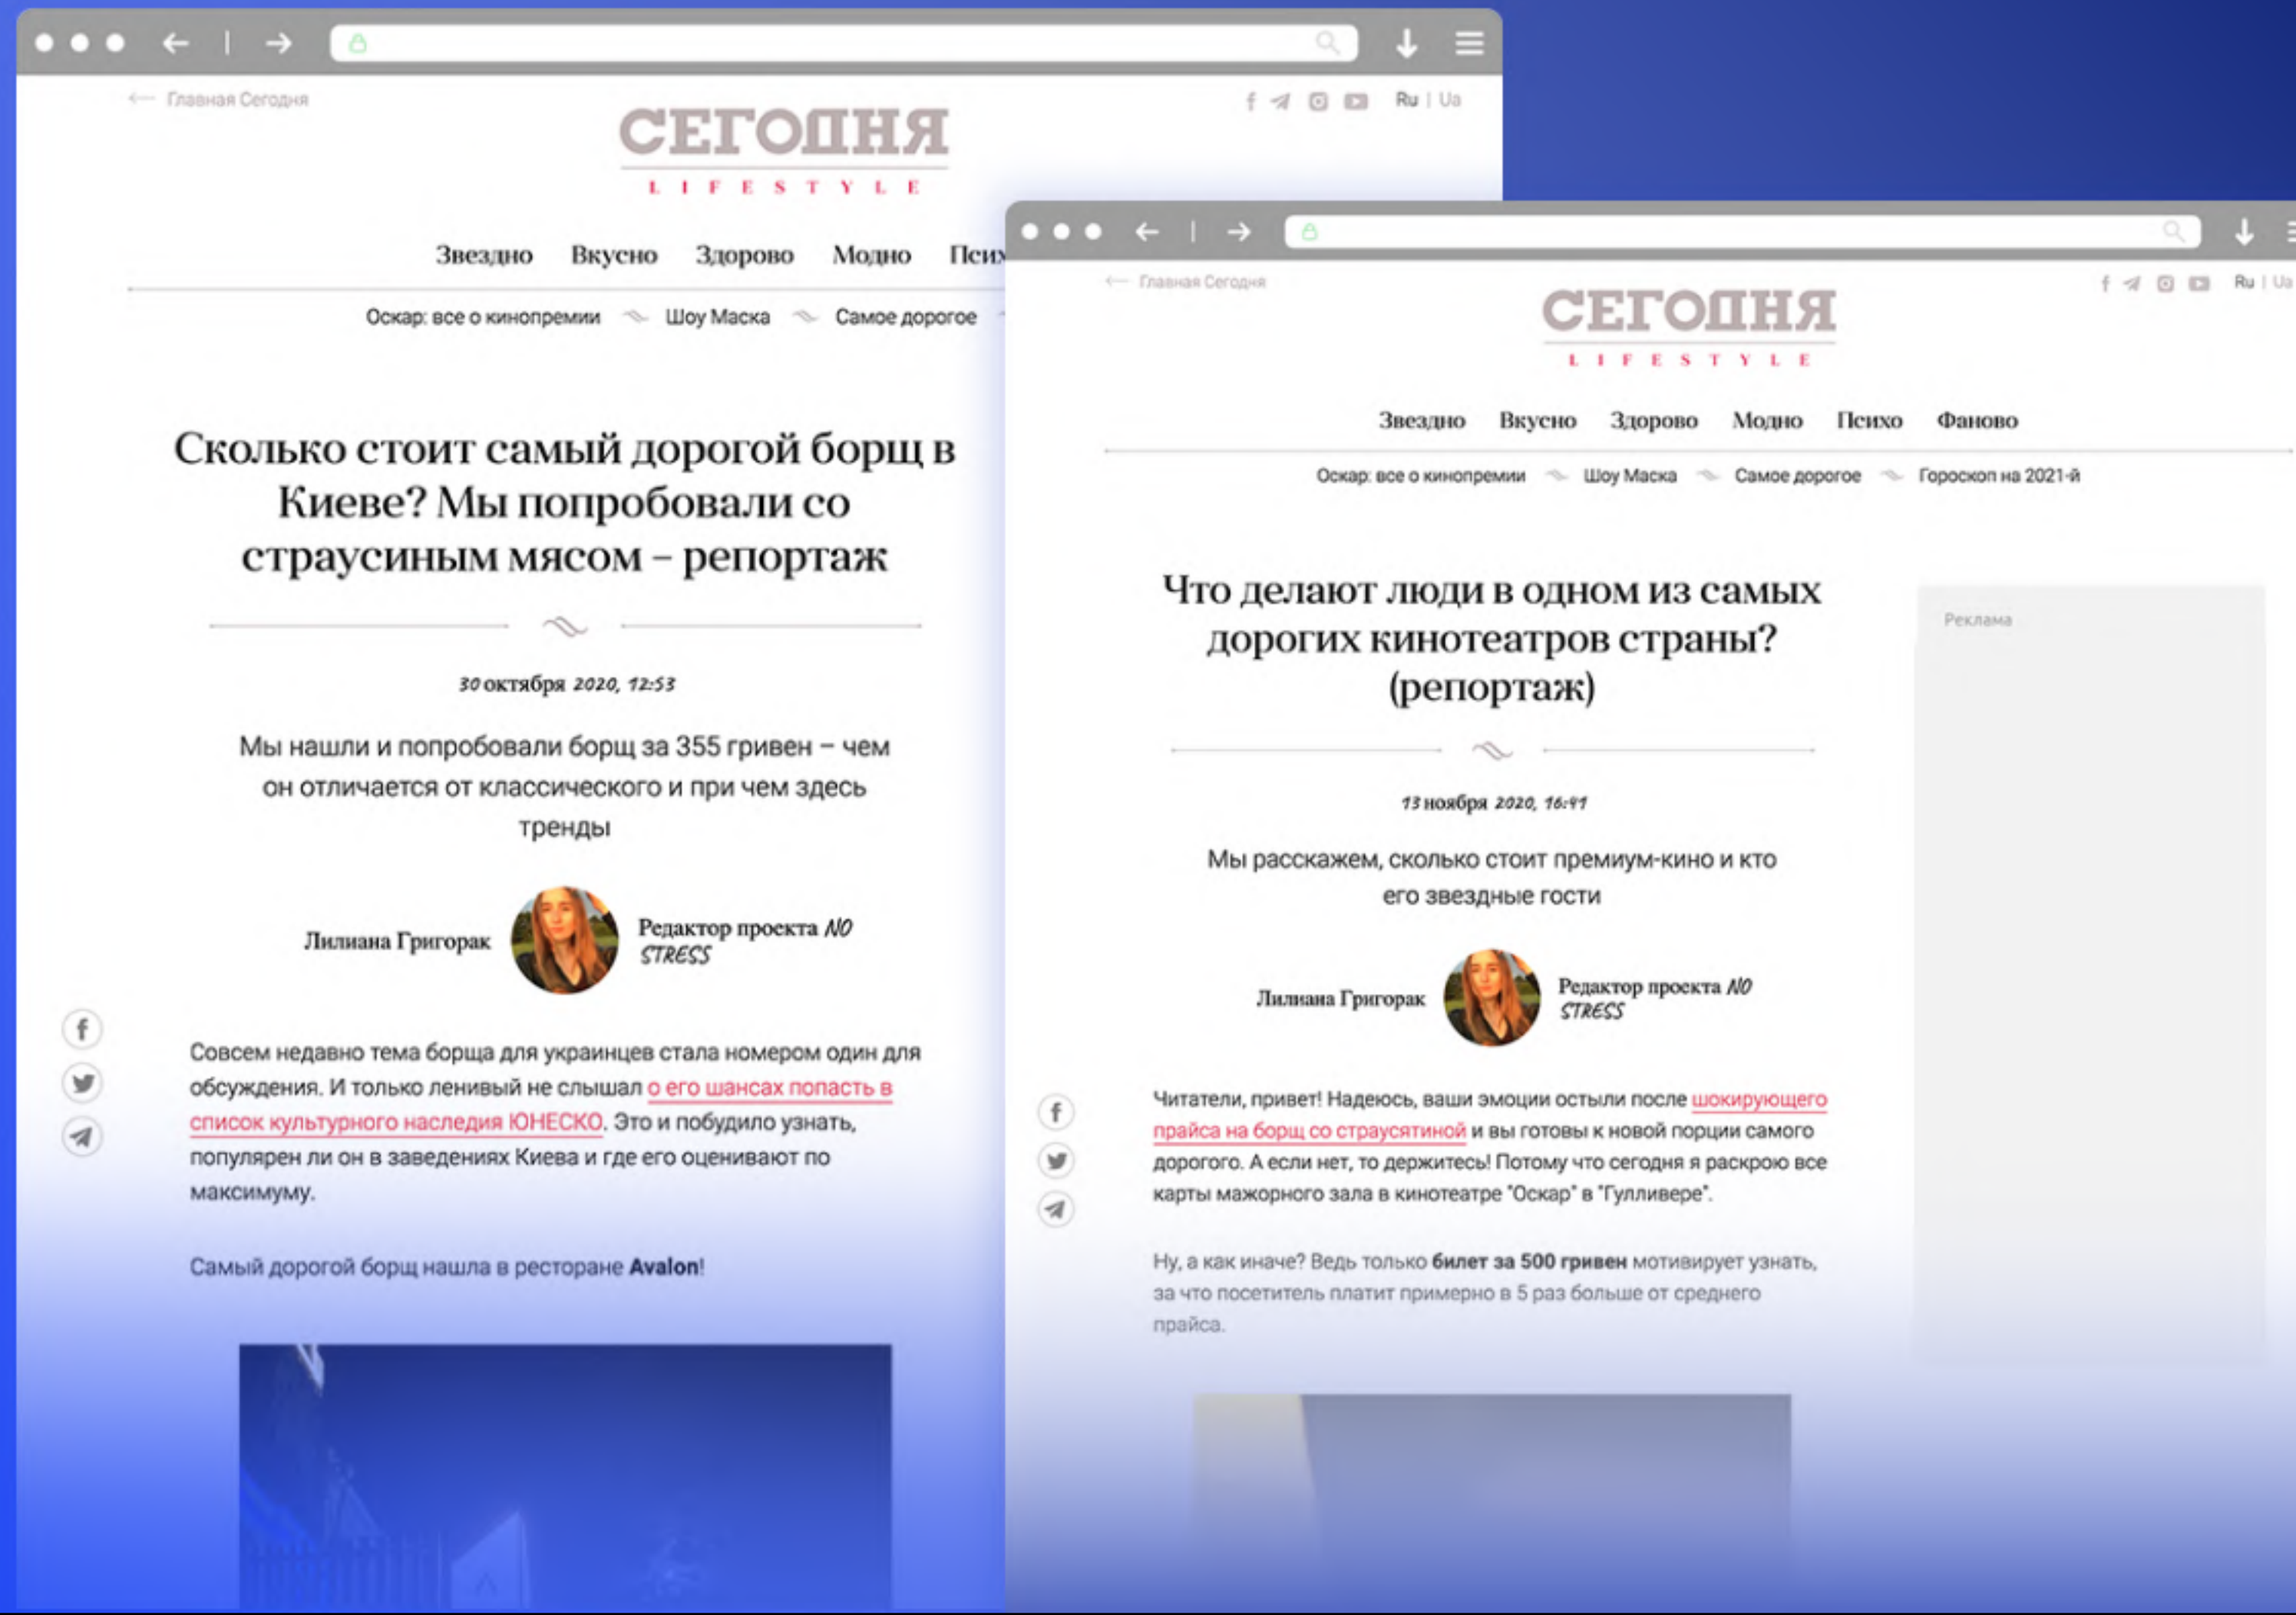 Главная Сегодня
СЕГОДНЯ
LIFESTYLE
Ru | Ua
Звездно Вкусно Здорово Модно Псих
Оскар: все о кинопремии Шоу Маска Самое дорогое
Сколько стоит самый дорогой борщ в
Киеве? Мы попробовали со
страусиным мясом – репортаж
30 октября 2020, 12:53
Мы нашли и попробовали борщ за 355 гривен – чем
он отличается от классического и при чем здесь
тренды
Лилиана Григорак
Редактор проекта NO
STRESS
Совсем недавно тема борща для украинцев стала номером один для
обсуждения. И только ленивый не слышал о его шансах попасть в
список культурного наследия ЮНЕСКО. Это и побудило узнать,
популярен ли он в заведениях Киева и где его оценивают по
максимуму.
Самый дорогой борщ нашла в ресторане Avalon!
Главная Сегодня
СЕГОДНЯ
LIFESTYLE
Ru | Ua
Звездно Вкусно Здорово Модно Психо Фаново
Оскар: все о кинопремии Шоу Маска Самое дорогое Гороскоп на 2021-й
Что делают люди в одном из самых
дорогих кинотеатров страны?
(репортаж)
13 ноября 2020, 16:41
Мы расскажем, сколько стоит премиум-кино и кто
его звездные гости
Лилиана Григорак
Редактор проекта NO
STRESS
Читатели, привет! Надеюсь, ваши эмоции остыли после шокирующего
прайса на борщ со страусятиной и вы готовы к новой порции самого
дорогого. А если нет, то держитесь! Потому что сегодня я раскрою все
карты мажорного зала в кинотеатре "Оскар" в "Гулливере".
Ну, а как иначе? Ведь только билет за 500 гривен мотивирует узнать,
за что посетитель платит примерно в 5 раз больше от среднего
прайса.
Реклама